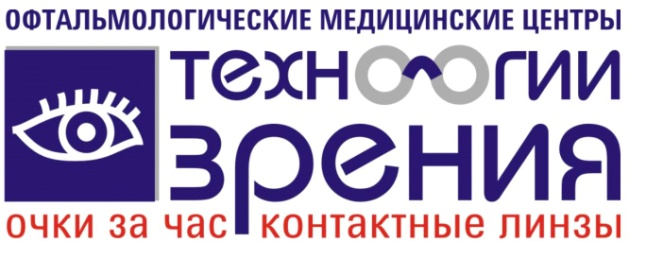 ОФТАЛЬМОЛОГИЧЕСКИЕ МЕДИЦИНСКИЕ ЦЕНТРЫ
технологии
зрения
очки за час контактные линзы